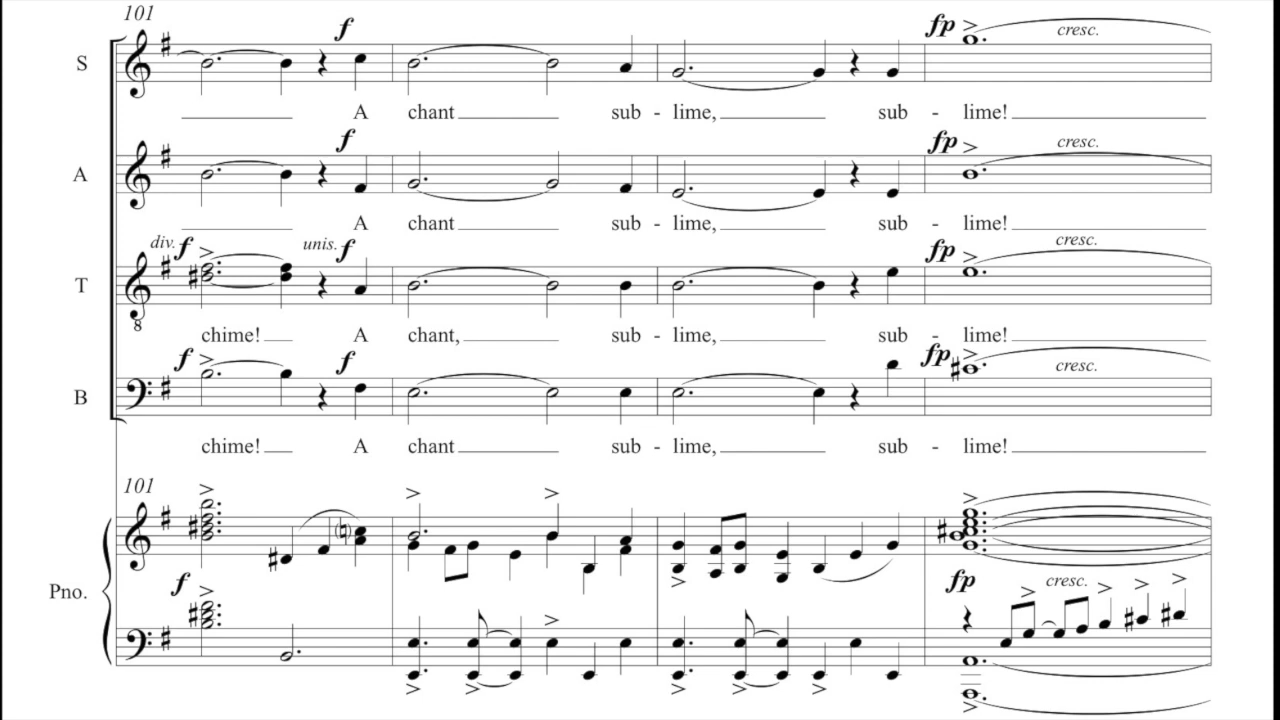 101
f
fp
cresc.
S
A chant sub - lime, sub - lime!
f
fp
cresc.
A
A chant sub - lime, sub - lime!
div. f
unis. f
fp
cresc.
T
8
chime! A chant, sub - lime, sub - lime!
f
f
fp
cresc.
B
chime! A chant sub - lime, sub - lime!
101
Pno.
f
fp
cresc.